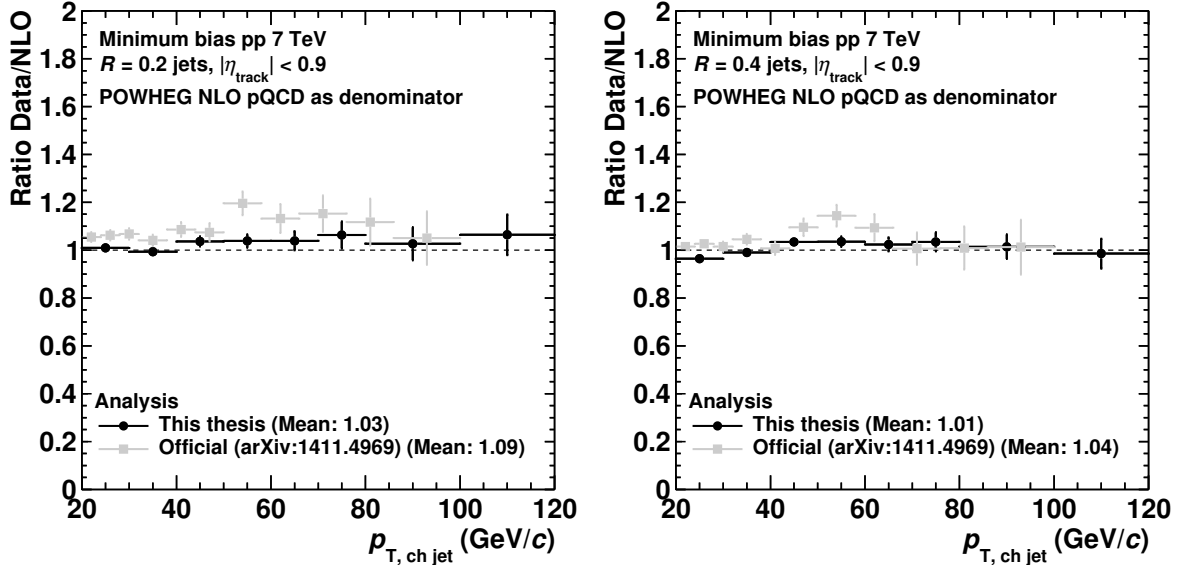 Ratio Data/NLO
2
1.8
1.6
1.4
1.2
1
0.8
0.6
0.4
0.2
0
Minimum bias pp 7 TeV
R = 0.2 jets, |η_track| < 0.9
POWHEG NLO pQCD as denominator
Analysis
This thesis (Mean: 1.03)
Official (arXiv:1411.4969) (Mean: 1.09)
20 40 60 80 100 120
p_T, ch jet (GeV/c)
Ratio Data/NLO
2
1.8
1.6
1.4
1.2
1
0.8
0.6
0.4
0.2
0
Minimum bias pp 7 TeV
R = 0.4 jets, |η_track| < 0.9
POWHEG NLO pQCD as denominator
Analysis
This thesis (Mean: 1.01)
Official (arXiv:1411.4969) (Mean: 1.04)
20 40 60 80 100 120
p_T, ch jet (GeV/c)